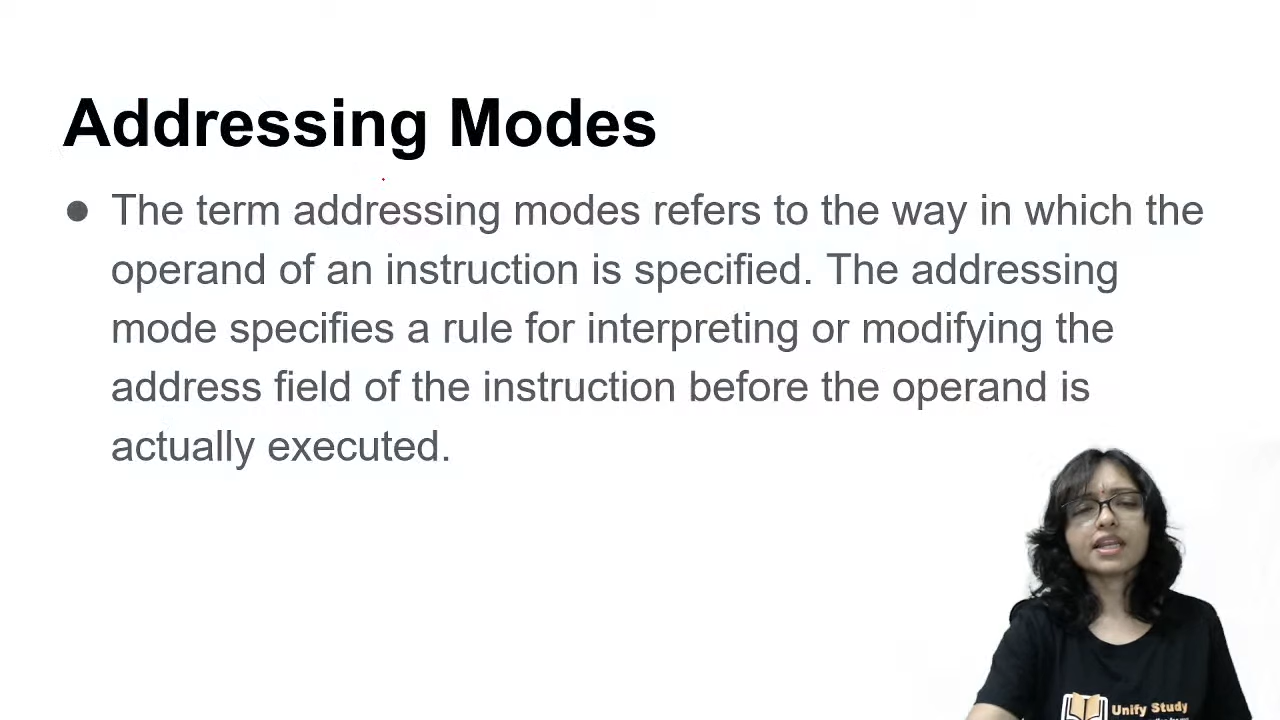 Addressing Modes
● The term addressing modes refers to the way in which the
operand of an instruction is specified. The addressing
mode specifies a rule for interpreting or modifying the
address field of the instruction before the operand is
actually executed.
Unify Study